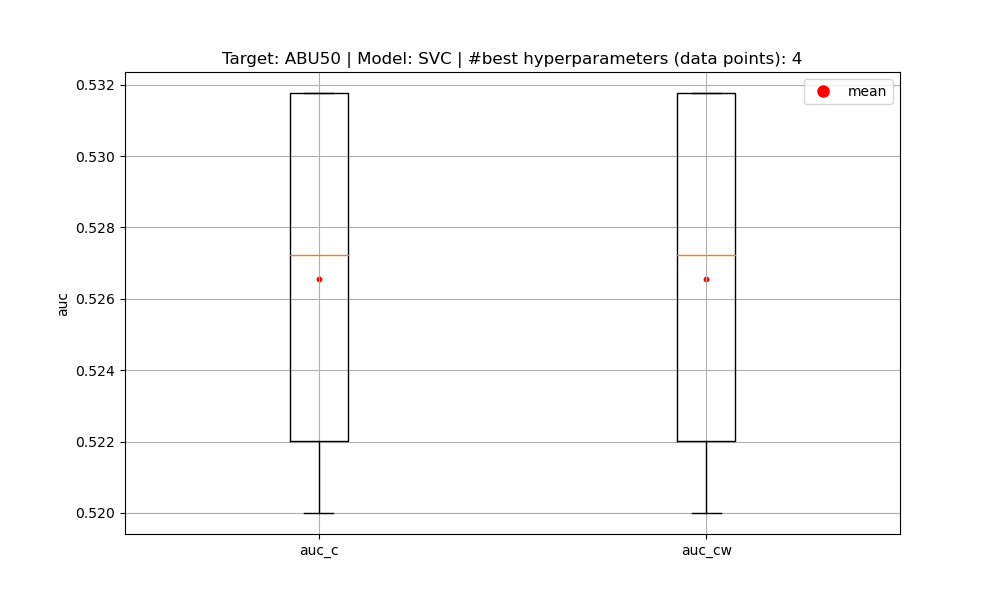 Target: ABU50 | Model: SVC | #best hyperparameters (data points): 4
mean
0.532
0.530
0.528
0.526
0.524
0.522
0.520
auc
auc_c
auc_cw